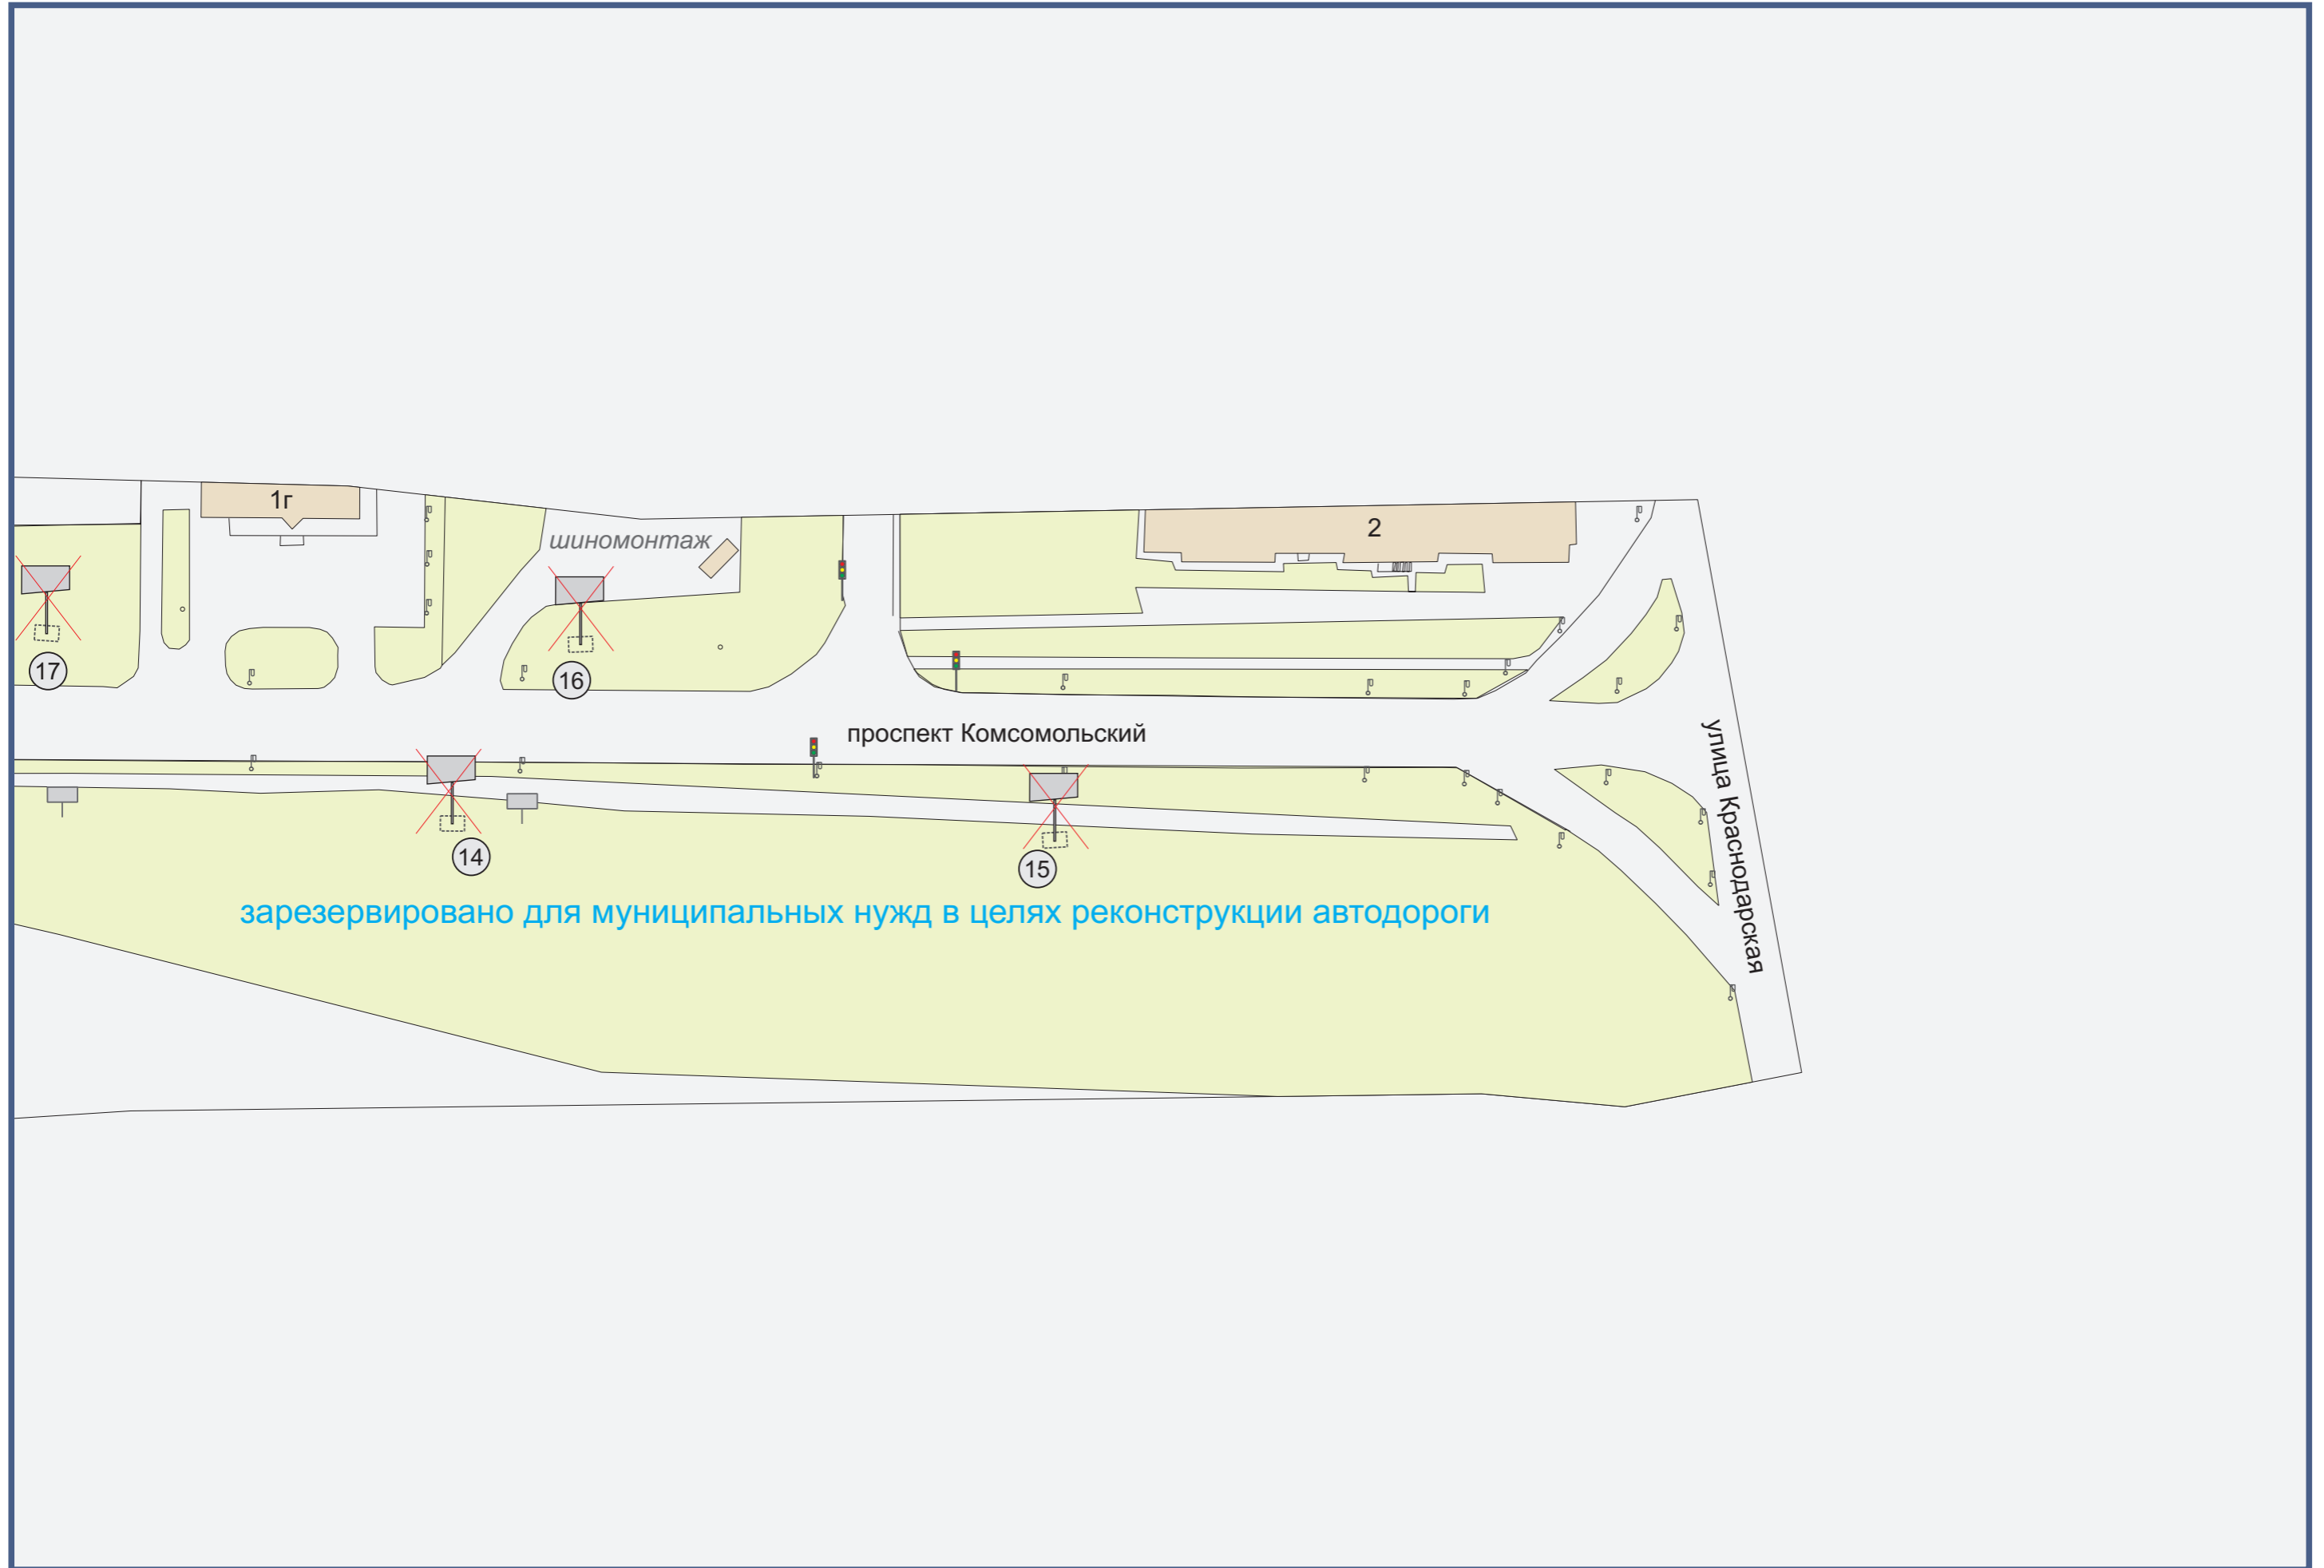 1г
2
шиномонтаж
17
16
проспект Комсомольский
улица Краснодарская
14
15
зарезервировано для муниципальных нужд в целях реконструкции автодороги